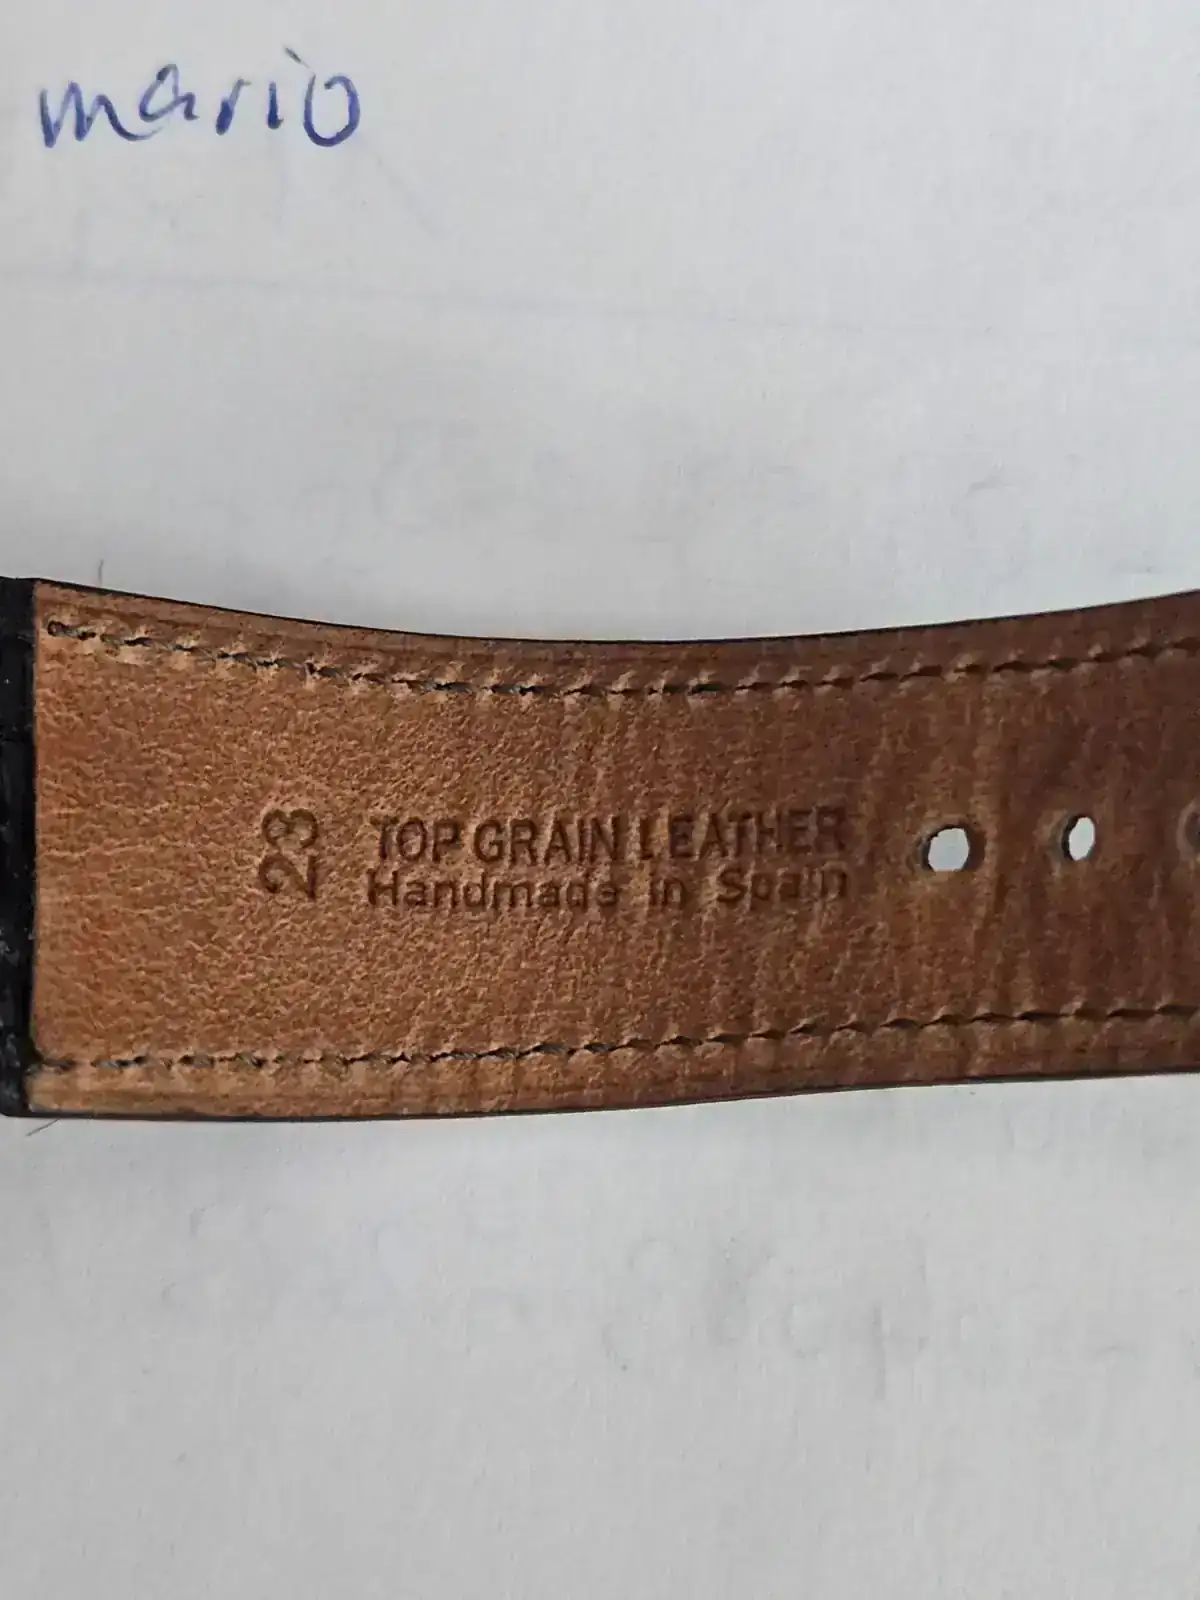 mario
23
TOP GRAIN LEATHER
Handmade in Spain